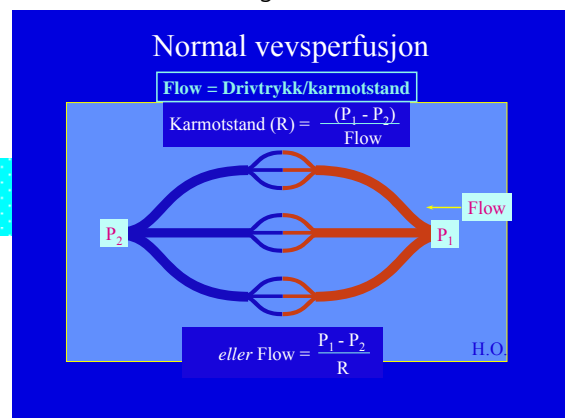 Normal vevsperfusjon
Flow = Drivtrykk/karmotstand
Karmotstand (R) = (P₁ - P₂)
Flow
Flow
P₂
P₁
eller Flow = P₁ - P₂
R
H.O.